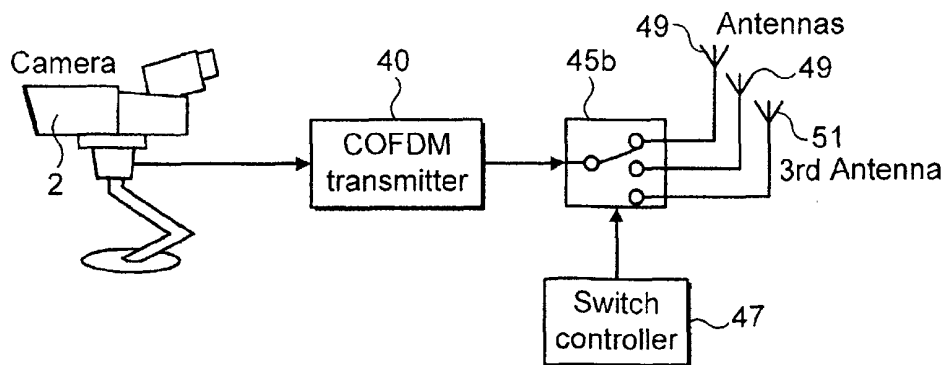 Antennas
49
49
Camera
40
45b
COFDM
transmitter
51
3rd Antenna
2
Switch
controller
47